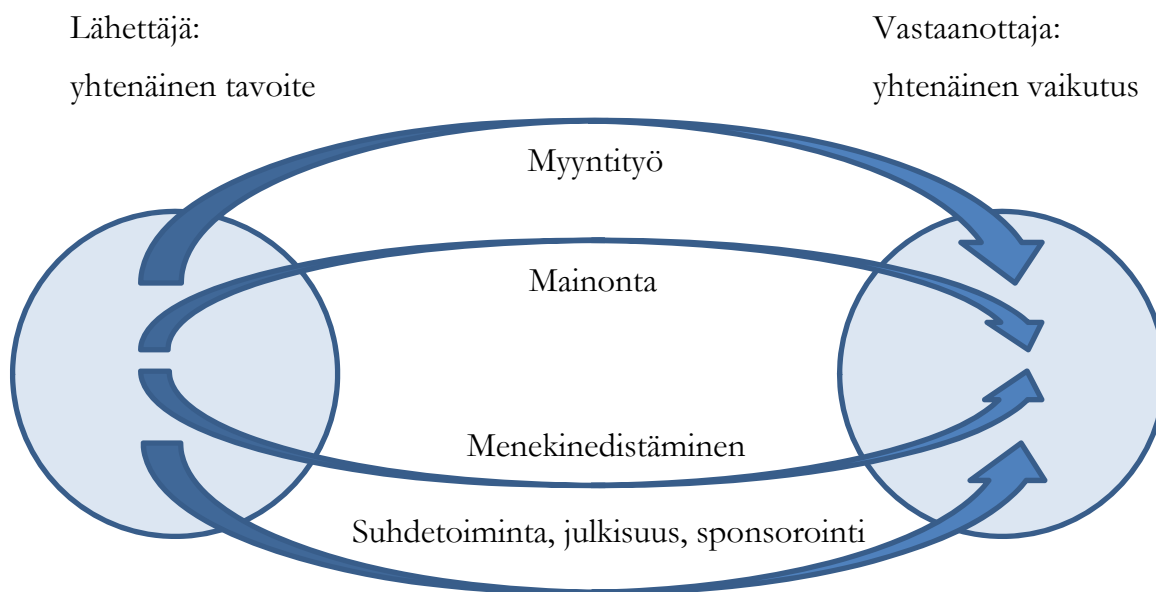 Lähettäjä:
yhtenäinen tavoite
Vastaanottaja:
yhtenäinen vaikutus
Myyntityö
Mainonta
Menekinedistäminen
Suhdetoiminta, julkisuus, sponsorointi